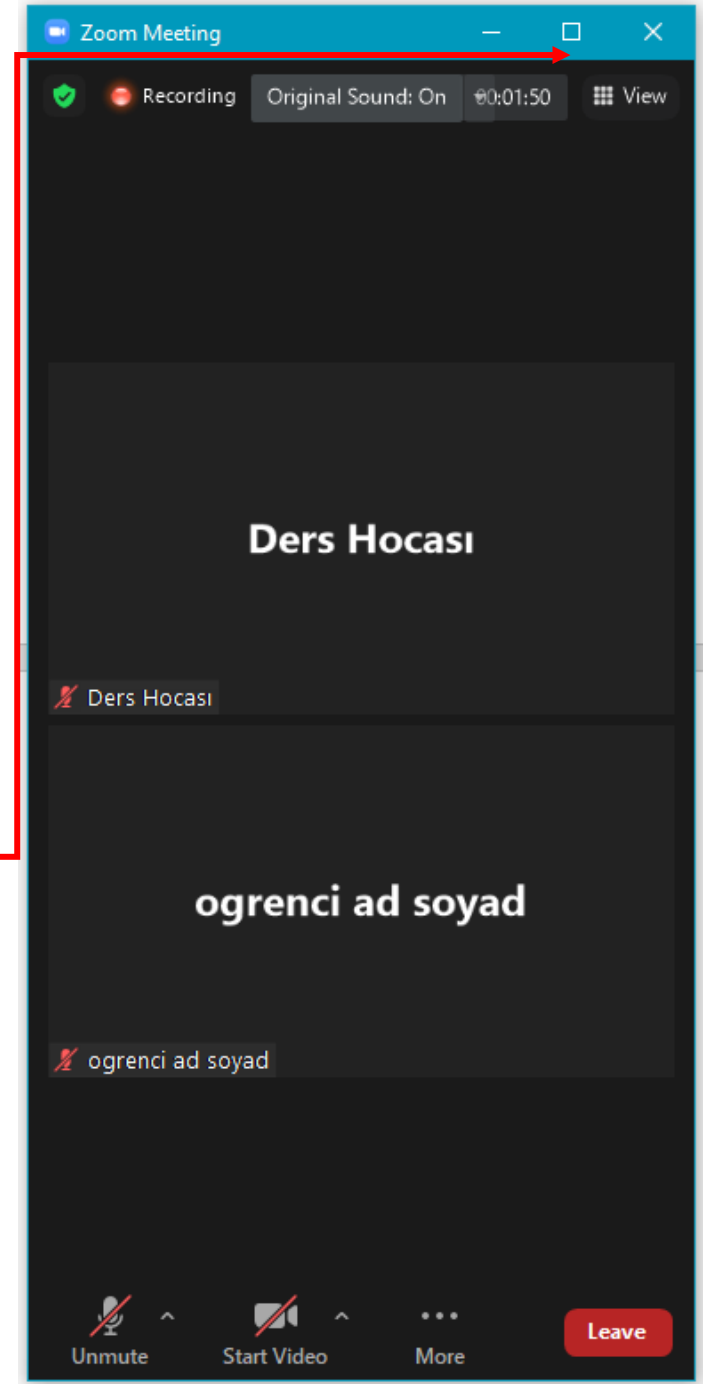 Zoom Meeting
Recording Original Sound: On 00:01:50 View
Ders Hocası
Ders Hocası
ogrenci ad soyad
ogrenci ad soyad
Unmute Start Video More Leave